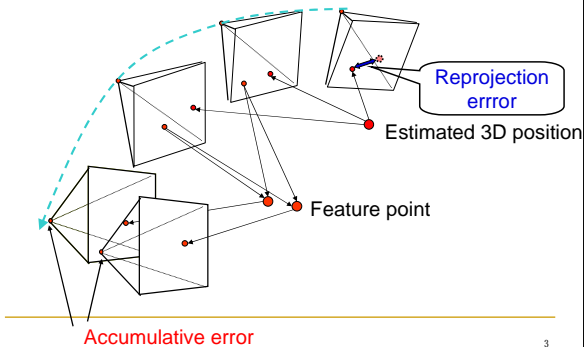 Reprojection
errror
Estimated 3D position
Feature point
Accumulative error
3